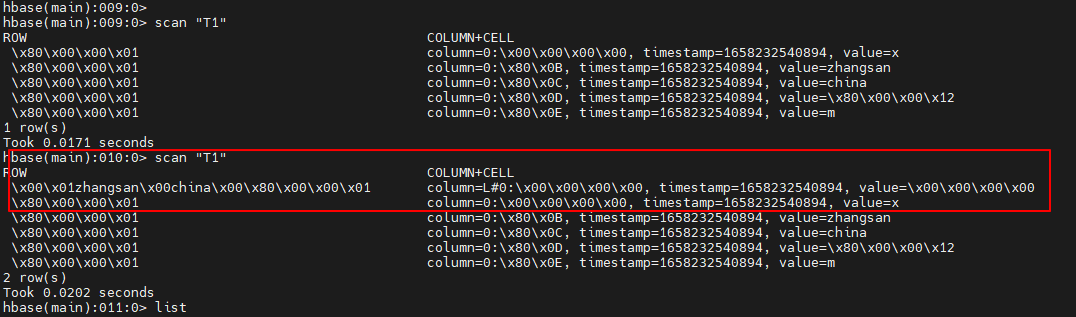 hbase(main):009:0>
hbase(main):009:0> scan "T1"
ROW COLUMN+CELL
\x80\x00\x00\x01 column=0:\x00\x00\x00\x00, timestamp=1658232540894, value=x
\x80\x00\x00\x01 column=0:\x80\x0B, timestamp=1658232540894, value=zhangsan
\x80\x00\x00\x01 column=0:\x80\x0C, timestamp=1658232540894, value=china
\x80\x00\x00\x01 column=0:\x80\x0D, timestamp=1658232540894, value=\x80\x00\x00\x12
\x80\x00\x00\x01 column=0:\x80\x0E, timestamp=1658232540894, value=m
1 row(s)
Took 0.0171 seconds
hbase(main):010:0> scan "T1"
ROW COLUMN+CELL
\x00\x01zhangsan\x00china\x00\x80\x00\x00\x01 column=L#0:\x00\x00\x00\x00, timestamp=1658232540894, value=\x00\x00\x00\x00
\x80\x00\x00\x01 column=0:\x00\x00\x00\x00, timestamp=1658232540894, value=x
\x80\x00\x00\x01 column=0:\x80\x0B, timestamp=1658232540894, value=zhangsan
\x80\x00\x00\x01 column=0:\x80\x0C, timestamp=1658232540894, value=china
\x80\x00\x00\x01 column=0:\x80\x0D, timestamp=1658232540894, value=\x80\x00\x00\x12
\x80\x00\x00\x01 column=0:\x80\x0E, timestamp=1658232540894, value=m
2 row(s)
Took 0.0202 seconds
hbase(main):011:0> list